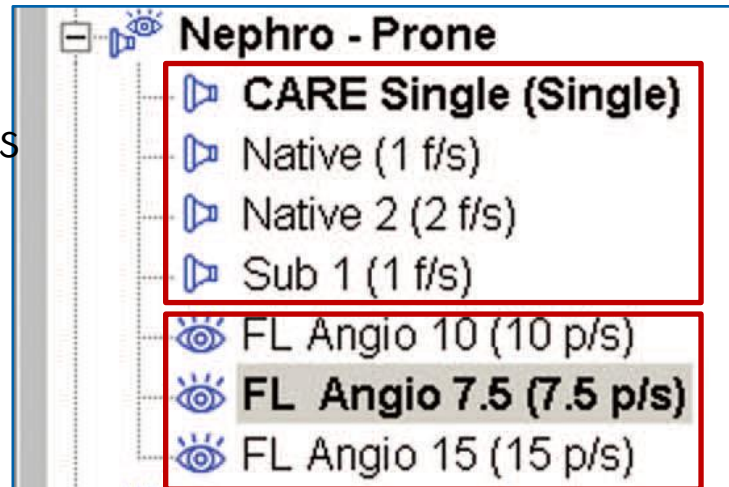 Nephro - Prone
CARE Single (Single)
s
Native (1 f/s)
Native 2 (2 f/s)
Sub 1 (1 f/s)
FL Angio 10 (10 p/s)
FL Angio 7.5 (7.5 p/s)
FL Angio 15 (15 p/s)